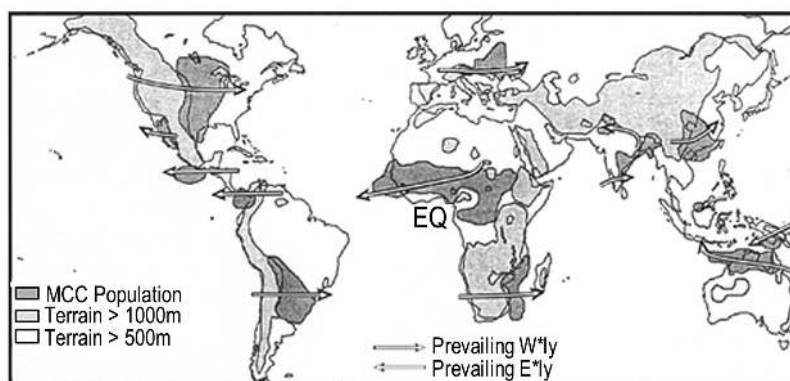 EQ
MCC Population
Terrain > 1000m
Terrain > 500m
Prevailing W*ly
Prevailing E*ly